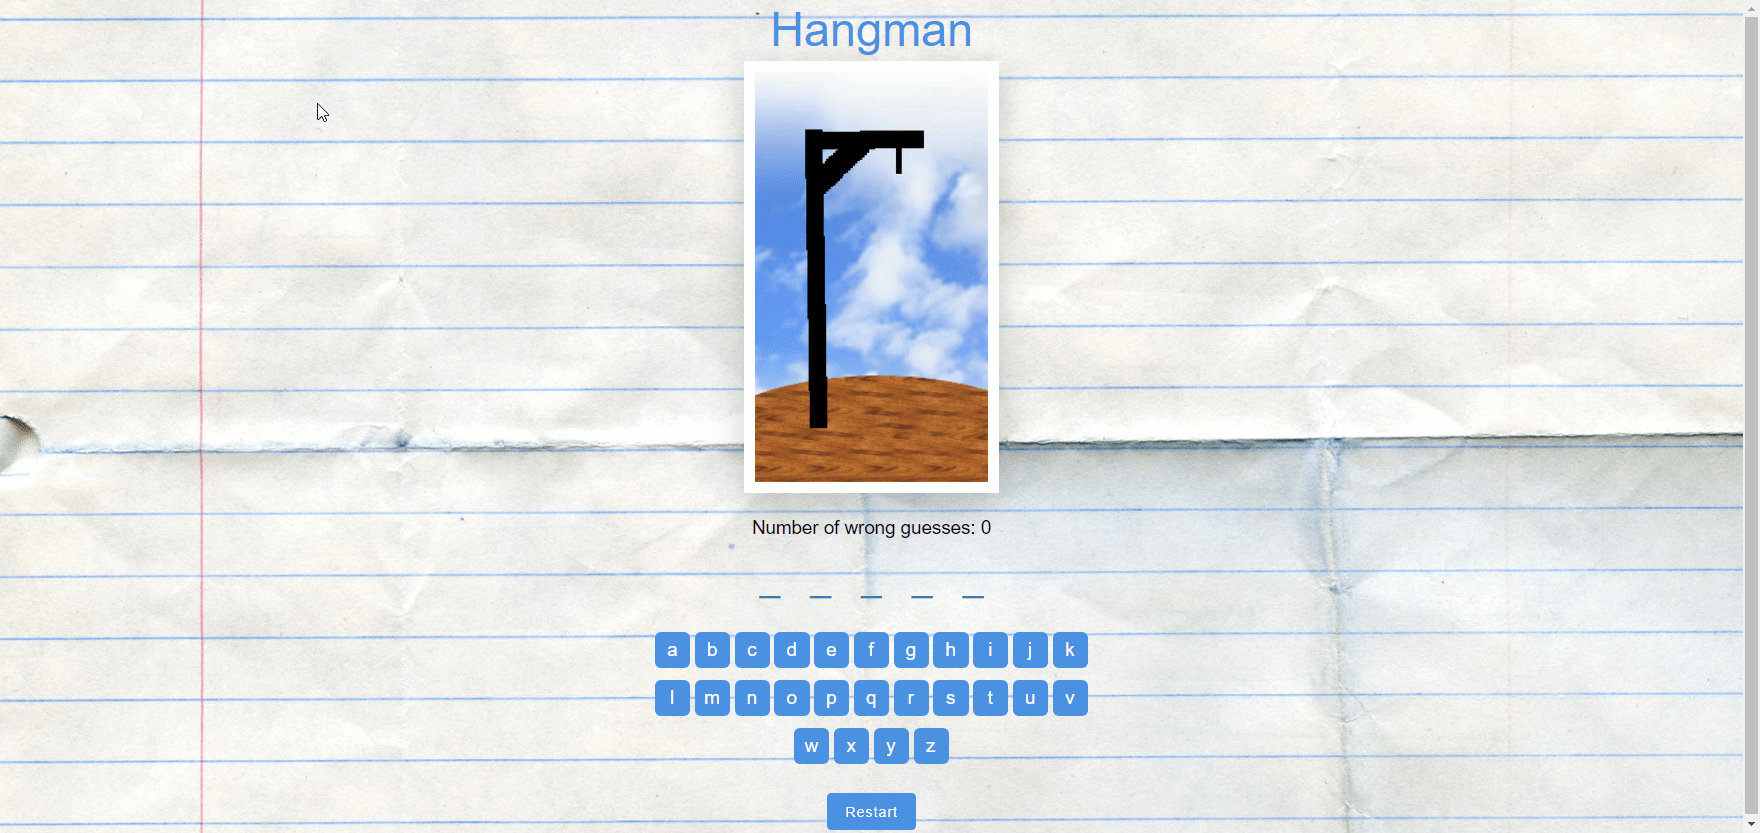 Hangman
Number of wrong guesses: 0
_ _ _ _ _
a b c d e f g h i j k
l m n o p q r s t u v
w x y z
Restart